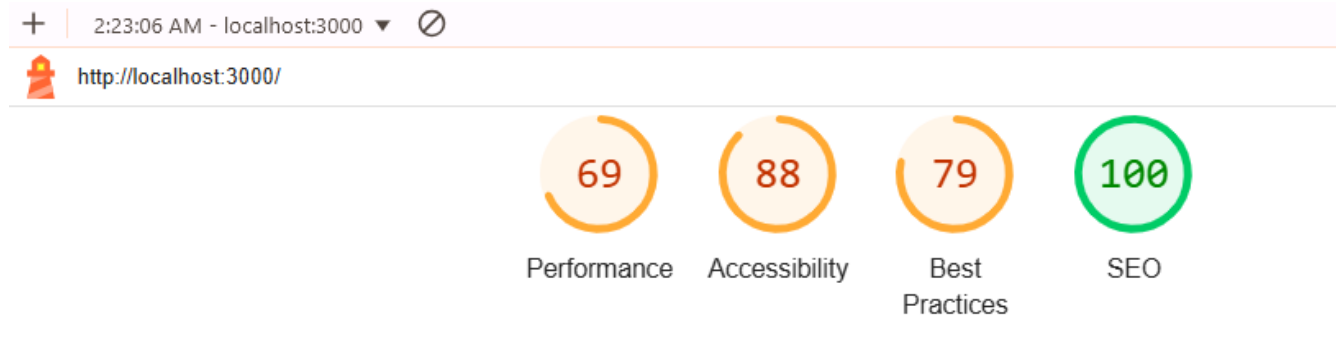 2:23:06 AM - localhost:3000
http://localhost:3000/
69 88 79 100
Performance Accessibility Best Practices SEO